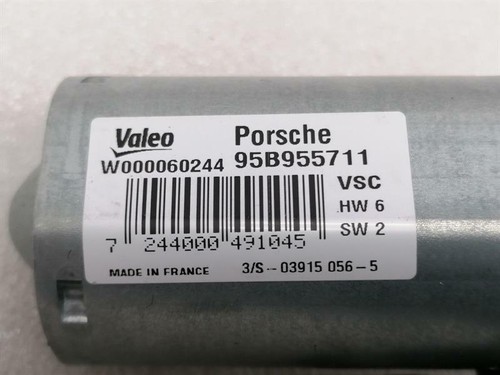 Valeo Porsche
W000060244 95B955711
VSC
HW 6
SW 2
7 244000 491045
MADE IN FRANCE 3/S--03915 056-5